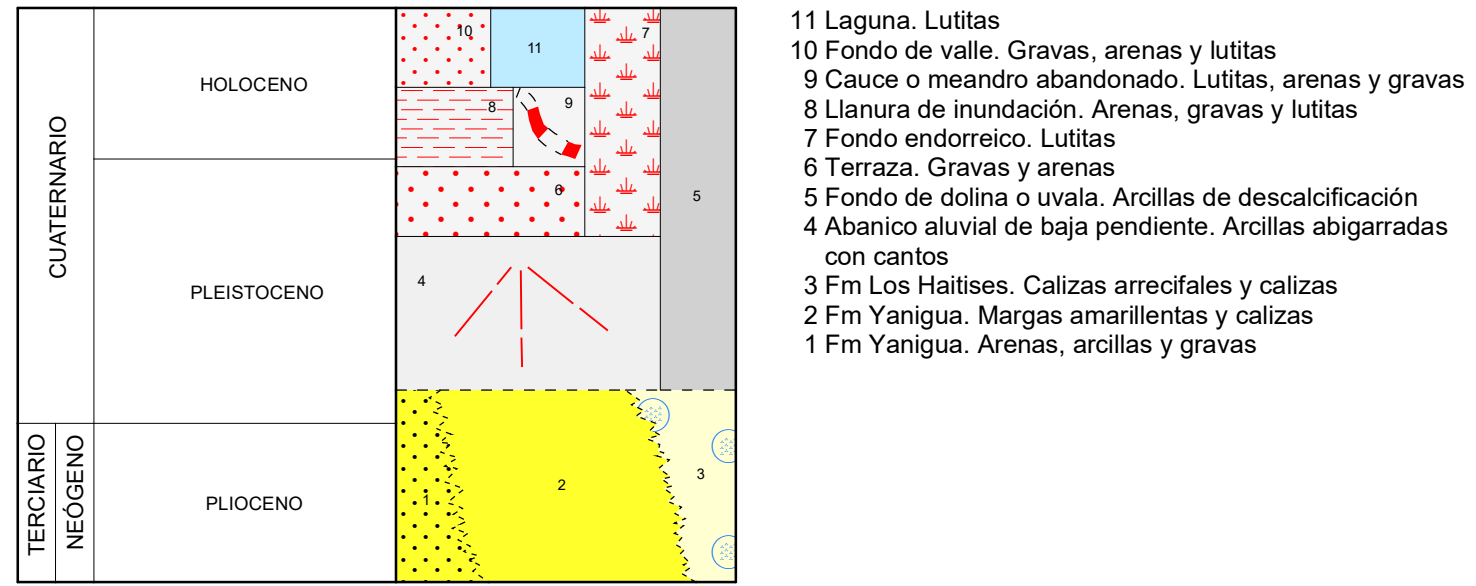 CUATERNARIO
HOLOCENO
PLEISTOCENO
TERCIARIO
NEÓGENO
PLIOCENO
10
11
7
8
9
6
5
4
1
2
3
11 Laguna. Lutitas
10 Fondo de valle. Gravas, arenas y lutitas
9 Cauce o meandro abandonado. Lutitas, arenas y gravas
8 Llanura de inundación. Arenas, gravas y lutitas
7 Fondo endorreico. Lutitas
6 Terraza. Gravas y arenas
5 Fondo de dolina o uvala. Arcillas de descalcificación
4 Abanico aluvial de baja pendiente. Arcillas abigarradas
con cantos
3 Fm Los Haitises. Calizas arrecifales y calizas
2 Fm Yanigua. Margas amarillentas y calizas
1 Fm Yanigua. Arenas, arcillas y gravas